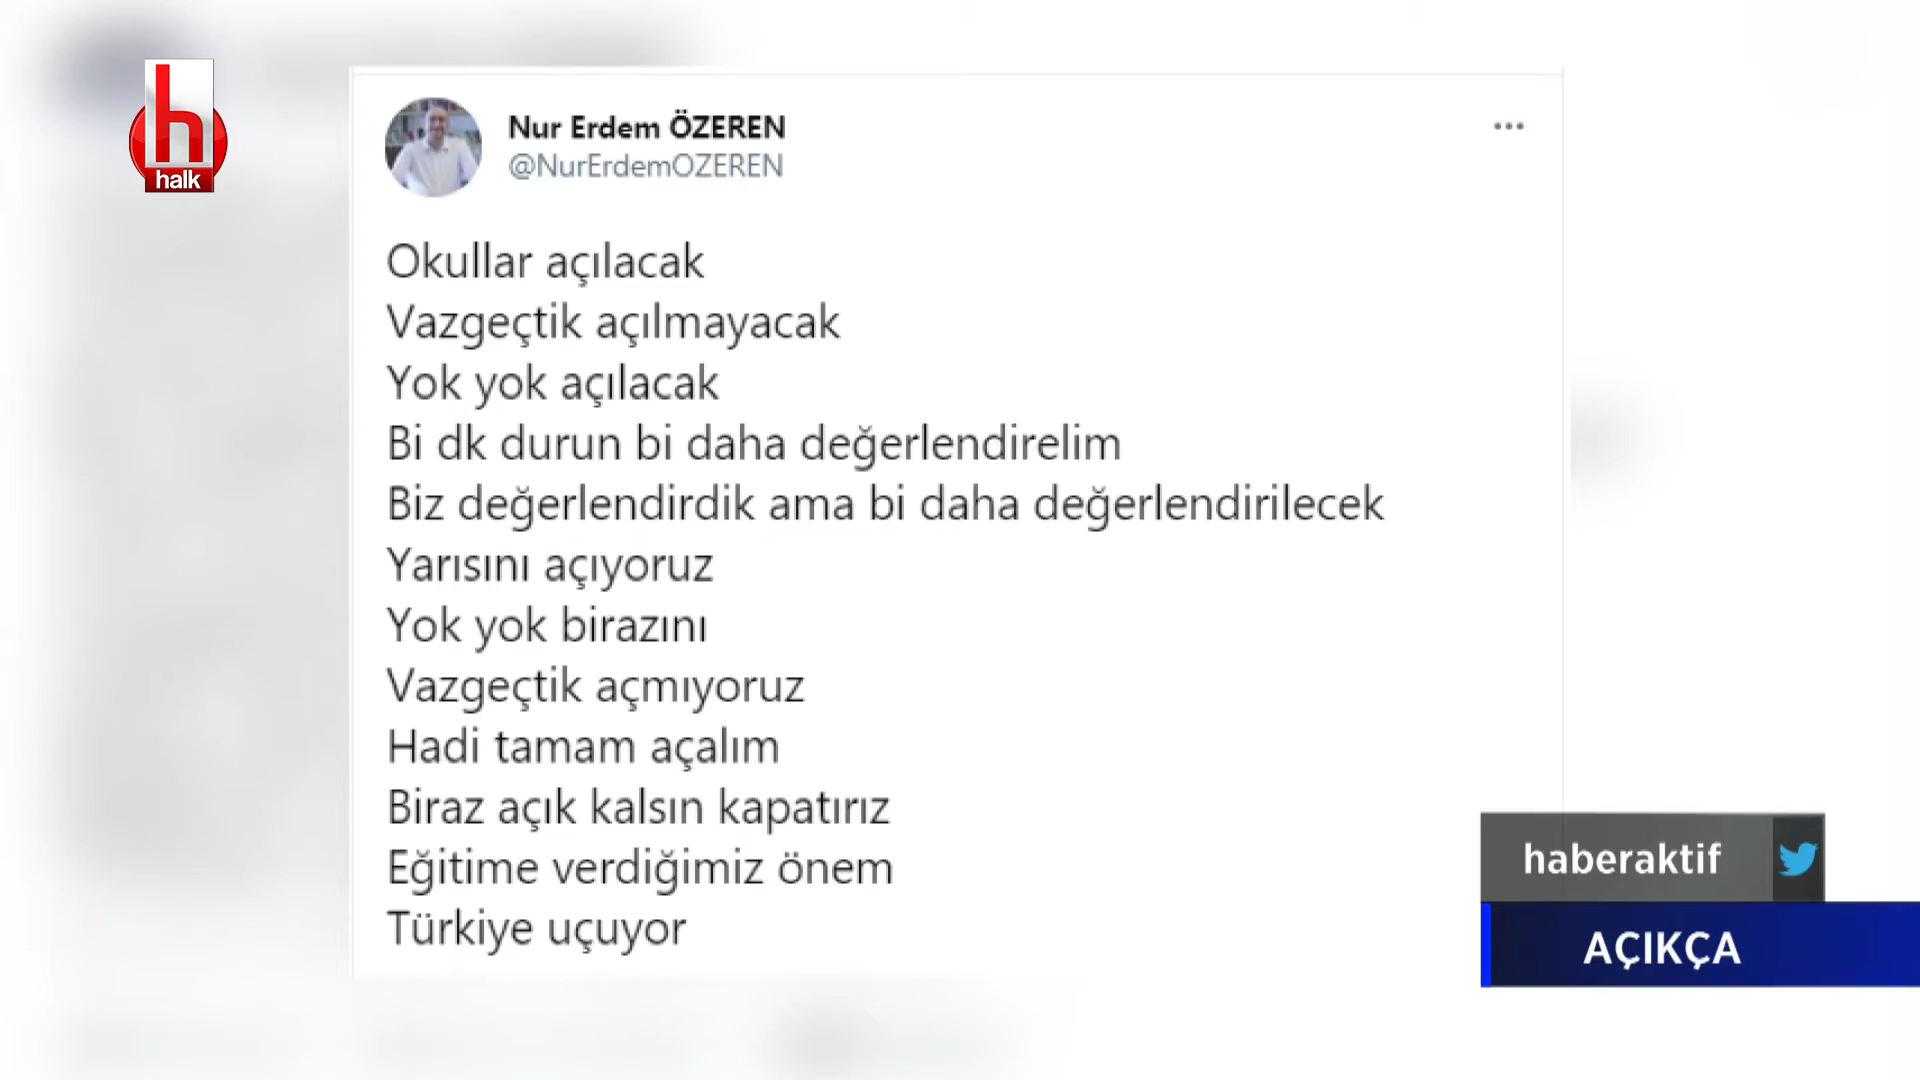 h
halk
Nur Erdem ÖZEREN
@NurErdemOZEREN
Okullar açılacak
Vazgeçtik açılmayacak
Yok yok açılacak
Bi dk durun bi daha değerlendirelim
Biz değerlendirdik ama bi daha değerlendirilecek
Yarısını açıyoruz
Yok yok birazını
Vazgeçtik açmıyoruz
Hadi tamam açalım
Biraz açık kalsın kapatırız
Eğitime verdiğimiz önem
Türkiye uçuyor
haberaktif
AÇIKÇA